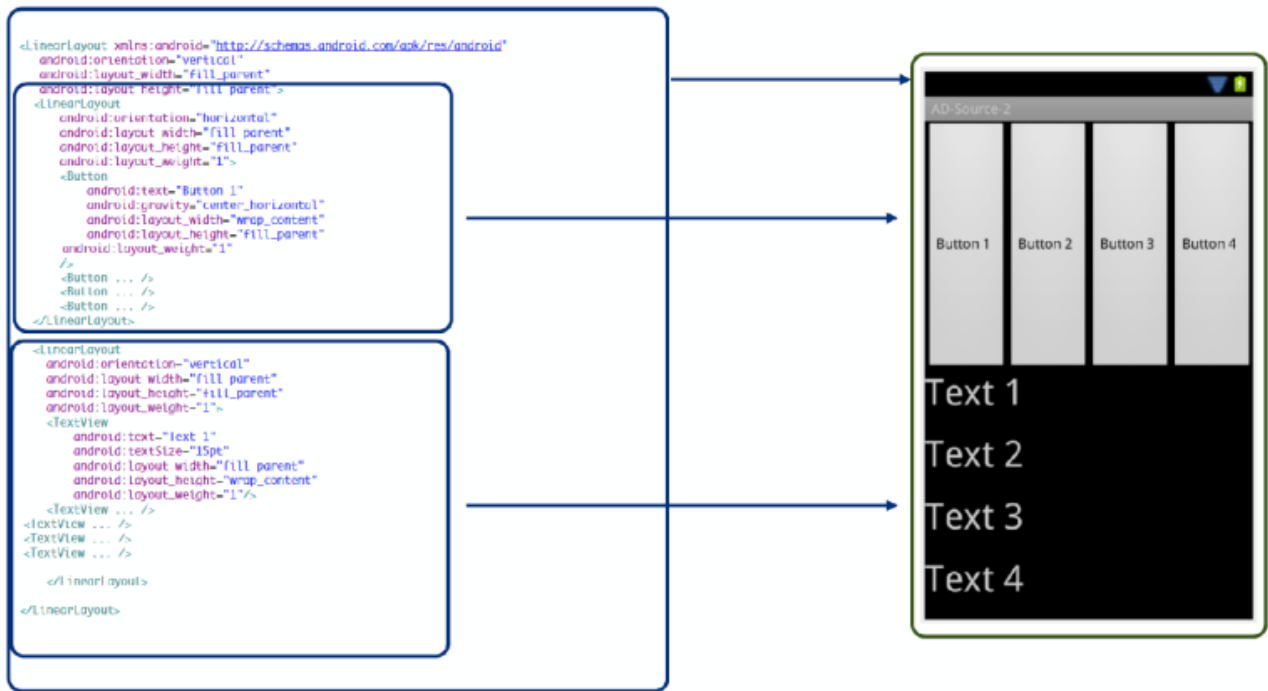 <LinearLayout xmlns:android="http://schemas.android.com/apk/res/android"
android:orientation="vertical"
android:layout_width="fill_parent"
android:layout_height="fill_parent">
<LinearLayout
android:orientation="horizontal"
android:layout_width="fill_parent"
android:layout_height="fill_parent"
android:layout_weight="1">
<Button
android:text="Button 1"
android:gravity="center_horizontal"
android:layout_width="wrap_content"
android:layout_height="fill_parent"
android:layout_weight="1"
/>
<Button ... />
<Button ... />
<Button ... />
</LinearLayout>
<LinearLayout
android:orientation="vertical"
android:layout_width="fill_parent"
android:layout_height="fill_parent"
android:layout_weight="1">
<TextView
android:text="Text 1"
android:textSize="15pt"
android:layout_width="fill_parent"
android:layout_height="wrap_content"
android:layout_weight="1"/>
<TextView ... />
<TextView ... />
<TextView ... />
<TextView ... />
</LinearLayout>
</LinearLayout>
AD-Source-2
Button 1 Button 2 Button 3 Button 4
Text 1
Text 2
Text 3
Text 4